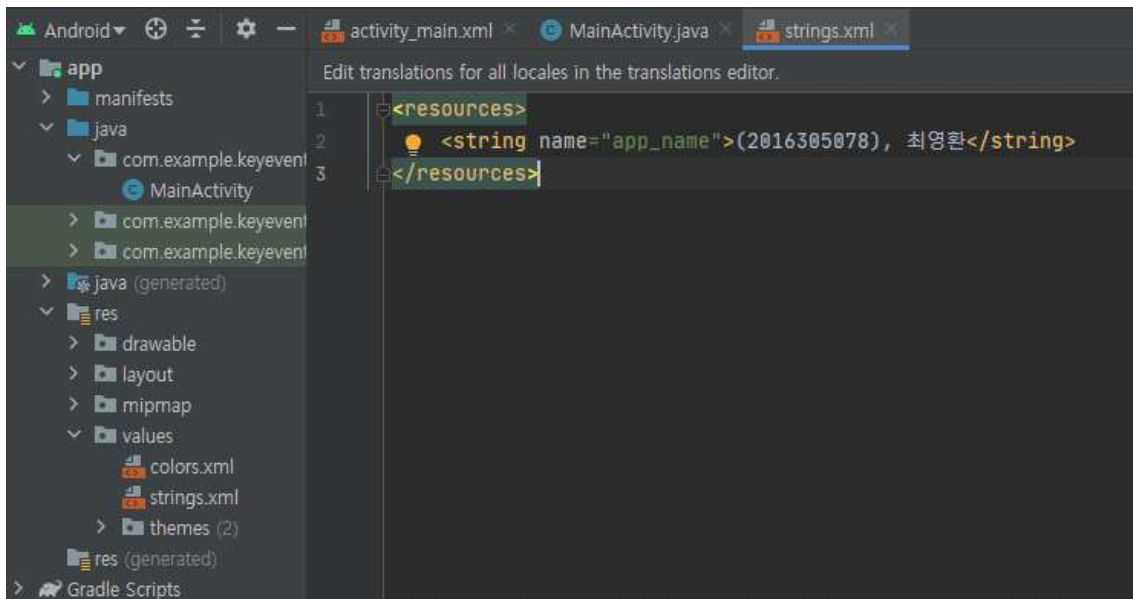 Android
activity_main.xml
MainActivity.java
strings.xml
app
manifests
java
com.example.keyevent
MainActivity
com.example.keyevent
com.example.keyevent
java (generated)
res
drawable
layout
mipmap
values
colors.xml
strings.xml
themes (2)
res (generated)
Gradle Scripts
Edit translations for all locales in the translations editor.
1 <resources>
2 <string name="app_name">(2016305078), 최영환</string>
3 </resources>